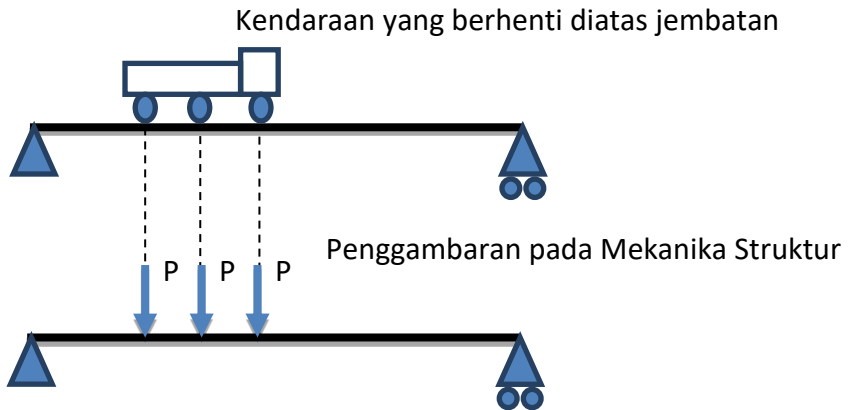 Kendaraan yang berhenti diatas jembatan
Penggambaran pada Mekanika Struktur
P P P